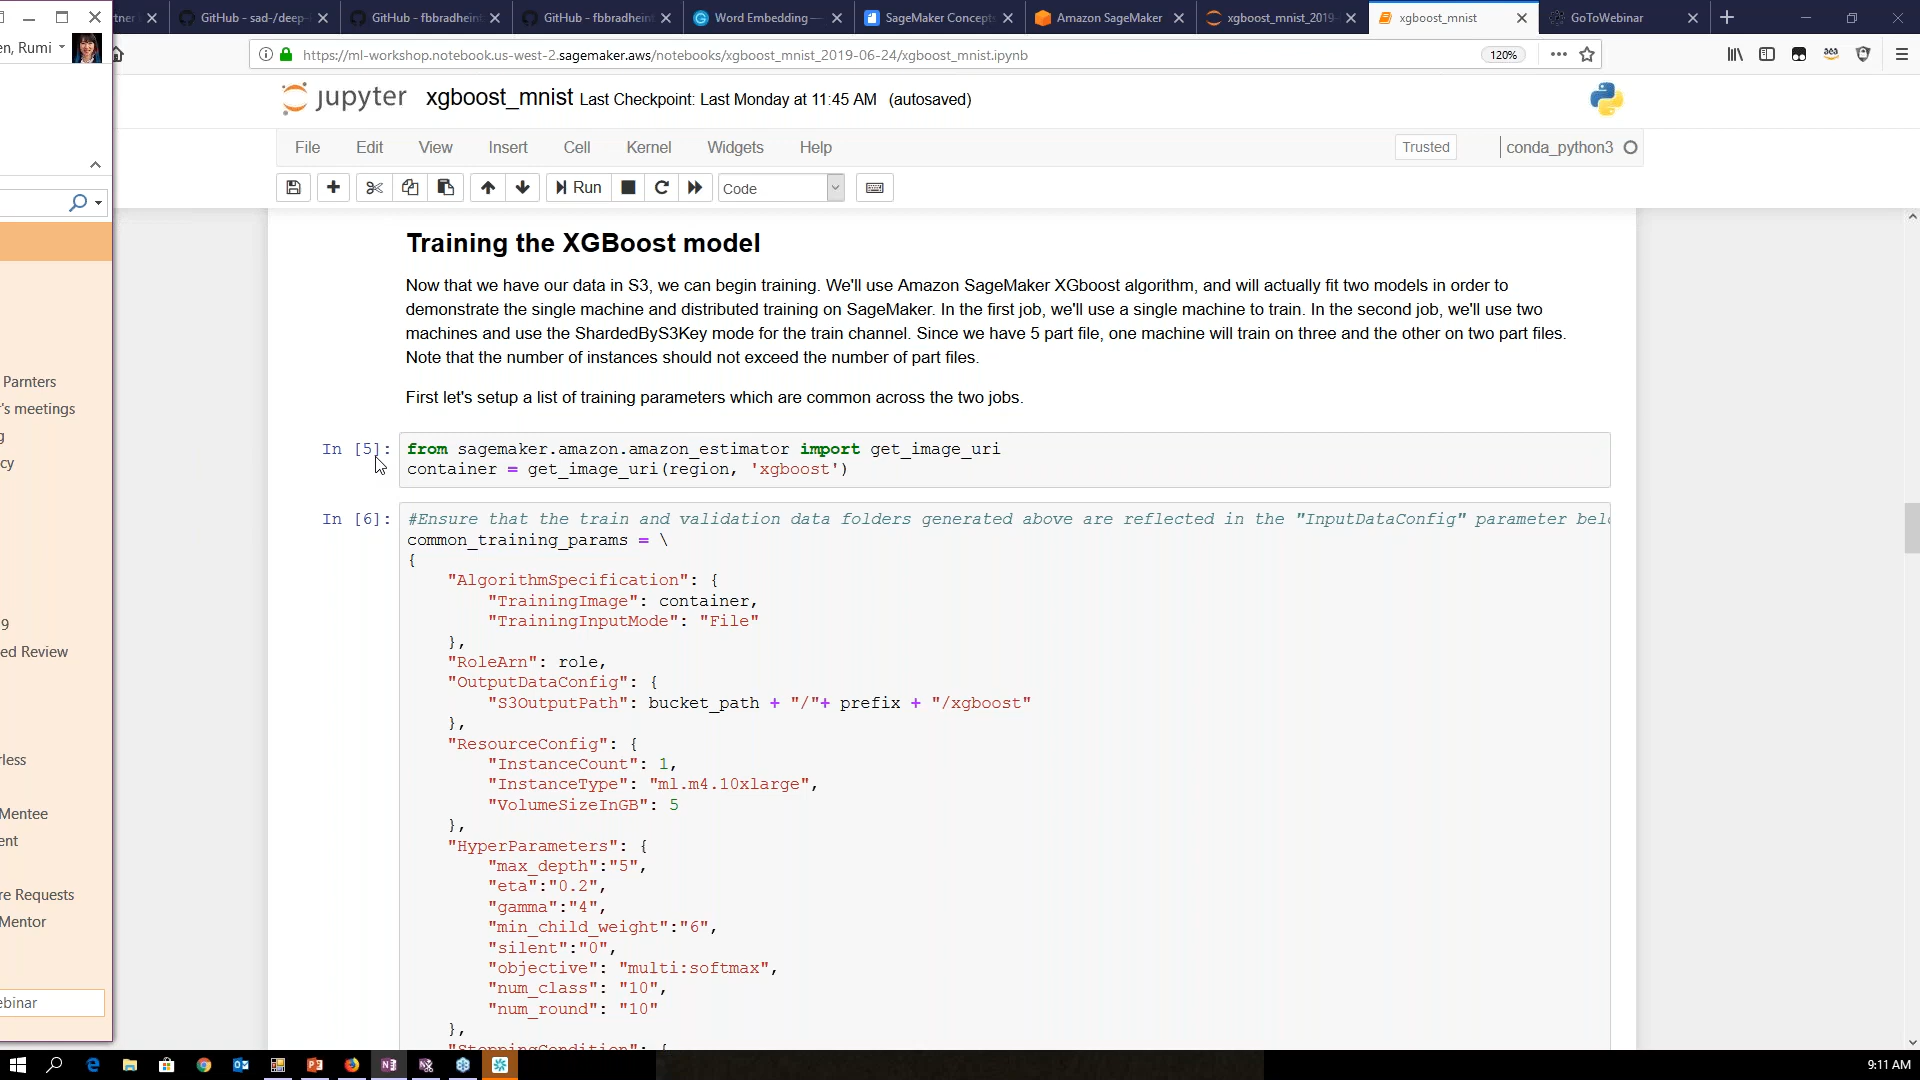 GitHub - sad-/deep-
GitHub - fbbradheint
GitHub - fbbradheint
Word Embedding —
SageMaker Concepts
Amazon SageMaker
xgboost_mnist_2019-
xgboost_mnist
GoToWebinar
en, Rumi
https://ml-workshop.notebook.us-west-2.sagemaker.aws/notebooks/xgboost_mnist_2019-06-24/xgboost_mnist.ipynb
120%
jupyter xgboost_mnist Last Checkpoint: Last Monday at 11:45 AM (autosaved)
File Edit View Insert Cell Kernel Widgets Help
Trusted
conda_python3
Run
Code
Training the XGBoost model
Now that we have our data in S3, we can begin training. We'll use Amazon SageMaker XGboost algorithm, and will actually fit two models in order to
demonstrate the single machine and distributed training on SageMaker. In the first job, we'll use a single machine to train. In the second job, we'll use two
machines and use the ShardedByS3Key mode for the train channel. Since we have 5 part file, one machine will train on three and the other on two part files.
Note that the number of instances should not exceed the number of part files.
First let's setup a list of training parameters which are common across the two jobs.
In [5]:
from sagemaker.amazon.amazon_estimator import get_image_uri
container = get_image_uri(region, 'xgboost')
In [6]:
#Ensure that the train and validation data folders generated above are reflected in the "InputDataConfig" parameter belo
common_training_params = \
{
"AlgorithmSpecification": {
"TrainingImage": container,
"TrainingInputMode": "File"
},
"RoleArn": role,
"OutputDataConfig": {
"S3OutputPath": bucket_path + "/"+ prefix + "/xgboost"
},
"ResourceConfig": {
"InstanceCount": 1,
"InstanceType": "ml.m4.10xlarge",
"VolumeSizeInGB": 5
},
"HyperParameters": {
"max_depth":"5",
"eta":"0.2",
"gamma":"4",
"min_child_weight":"6",
"silent":"0",
"objective": "multi:softmax",
"num_class": "10",
"num_round": "10"
},
"StoppingCondition": {
Parnters
's meetings
g
cy
9
ed Review
less
Mentee
ent
re Requests
Mentor
ebinar
9:11 AM